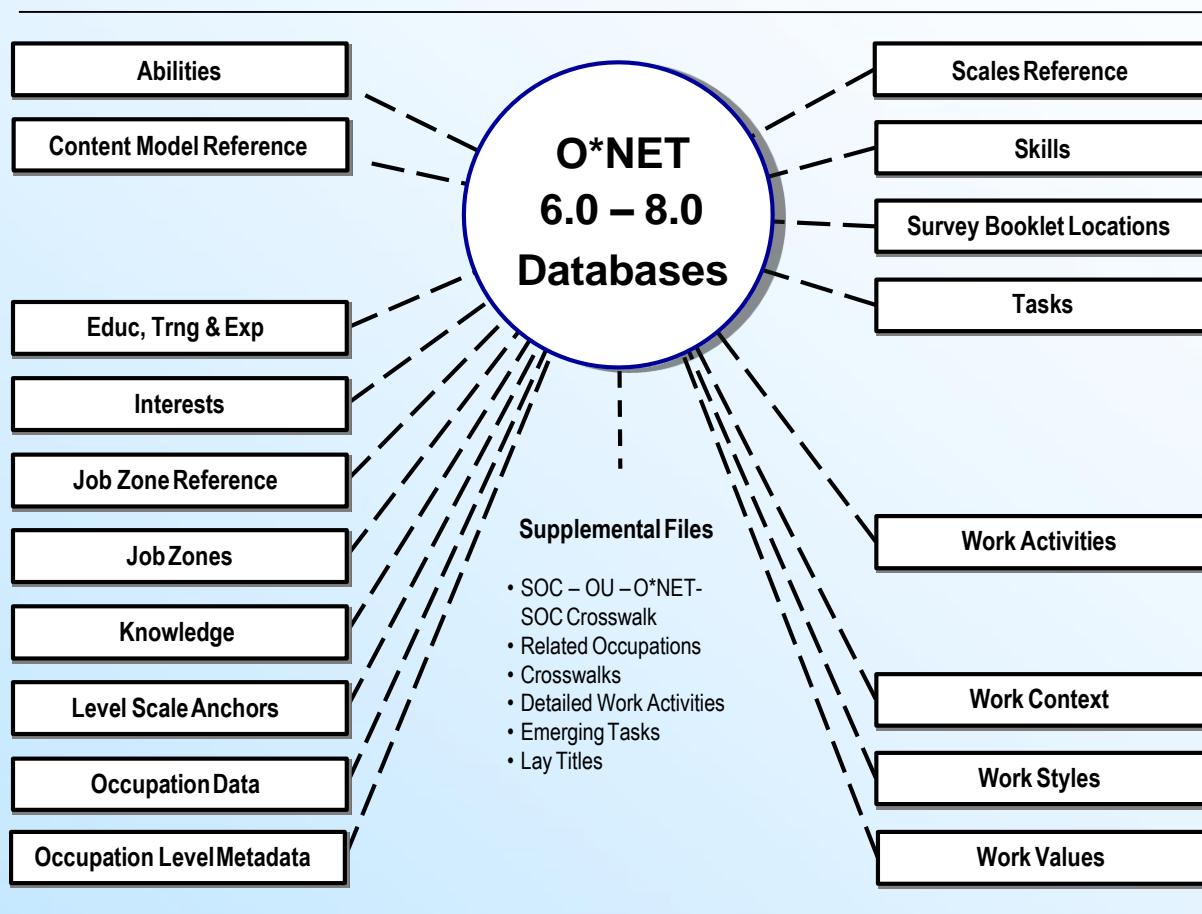 Abilities
Content Model Reference
Educ, Trng & Exp
Interests
Job Zone Reference
Job Zones
Knowledge
Level Scale Anchors
Occupation Data
Occupation Level Metadata
O*NET
6.0 – 8.0
Databases
Supplemental Files
• SOC – OU – O*NET-
SOC Crosswalk
• Related Occupations
• Crosswalks
• Detailed Work Activities
• Emerging Tasks
• Lay Titles
Scales Reference
Skills
Survey Booklet Locations
Tasks
Work Activities
Work Context
Work Styles
Work Values